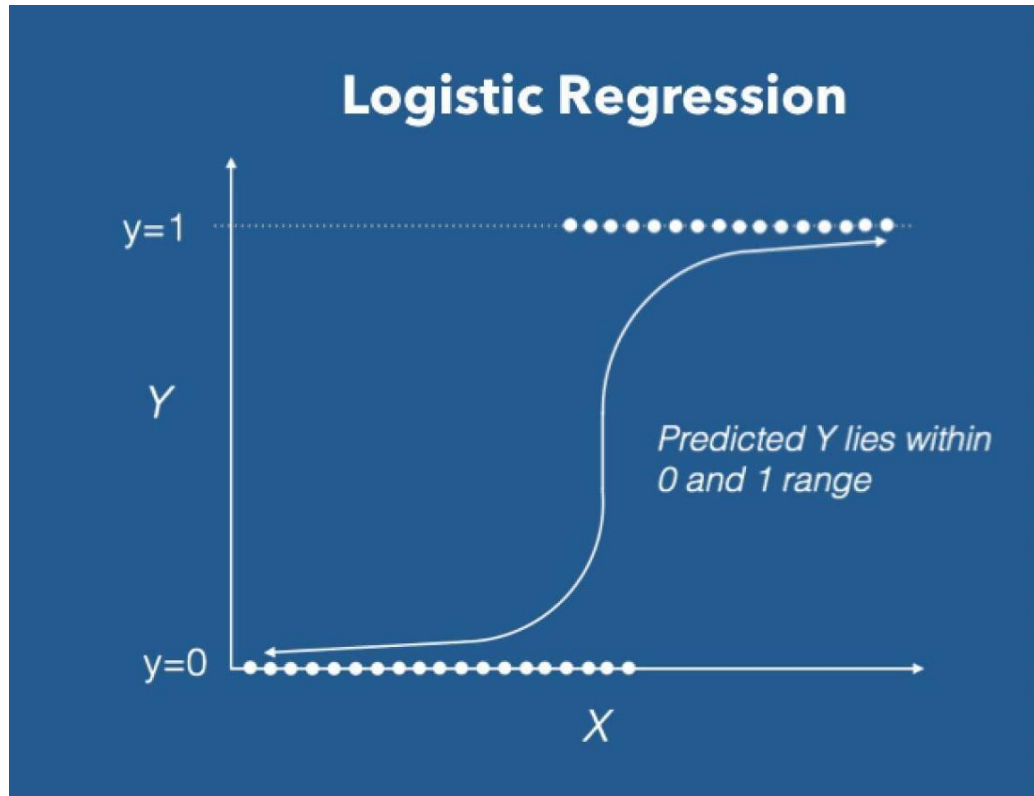 Logistic Regression
y=1
Y
Predicted Y lies within
0 and 1 range
y=0
X